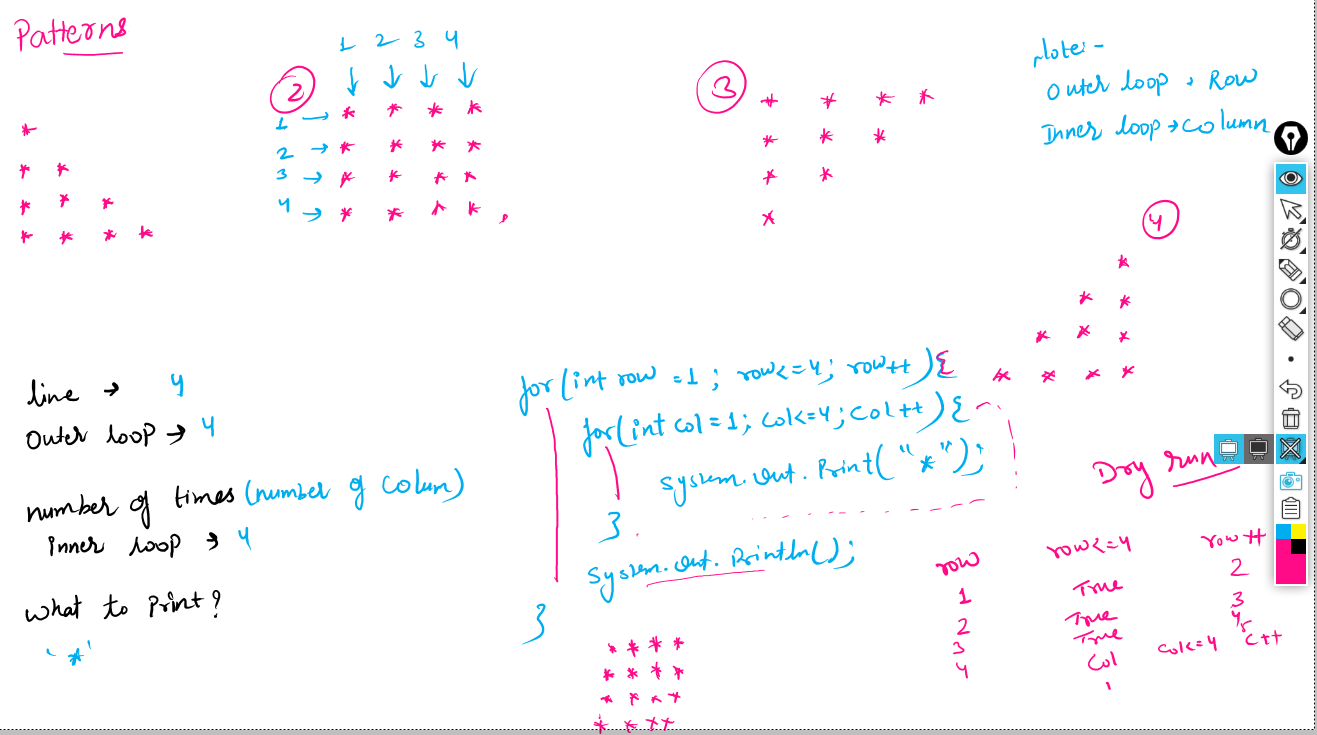 Patterns
1 2 3 4
2
1 → * * * *
2 → * * * *
3 → * * * *
4 → * * * *
*
* *
* * *
* * * *
3
* * * *
* * *
* *
*
Note:-
Outer loop → Row
Inner loop → Column
4
*
* *
* * *
* * * *
line → 4
Outer loop → 4
number of times (number of Colum)
Inner loop → 4
what to Print?
'*'
for(int row =1; row<=4; row++){
for(int col=1; col<=4; col++){
System.out.Print("*");
}
System.out.Println();
}
* * * *
* * * *
* * * *
* * * *
Dry run
row row<=4 row++
1 True 2
2 True 3
3 True 4
4 Col col<=4 C++
1